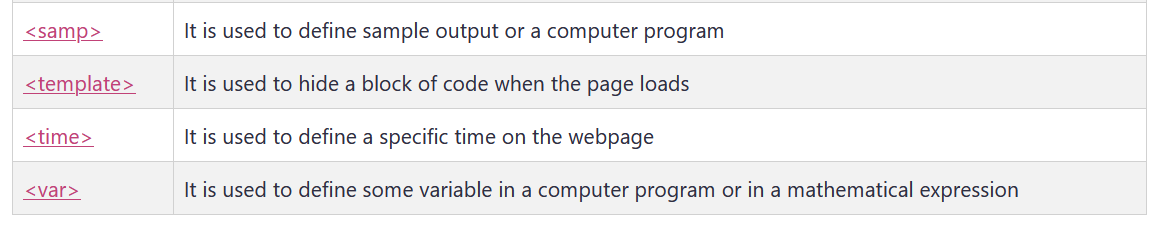 <samp> It is used to define sample output or a computer program
<template> It is used to hide a block of code when the page loads
<time> It is used to define a specific time on the webpage
<var> It is used to define some variable in a computer program or in a mathematical expression